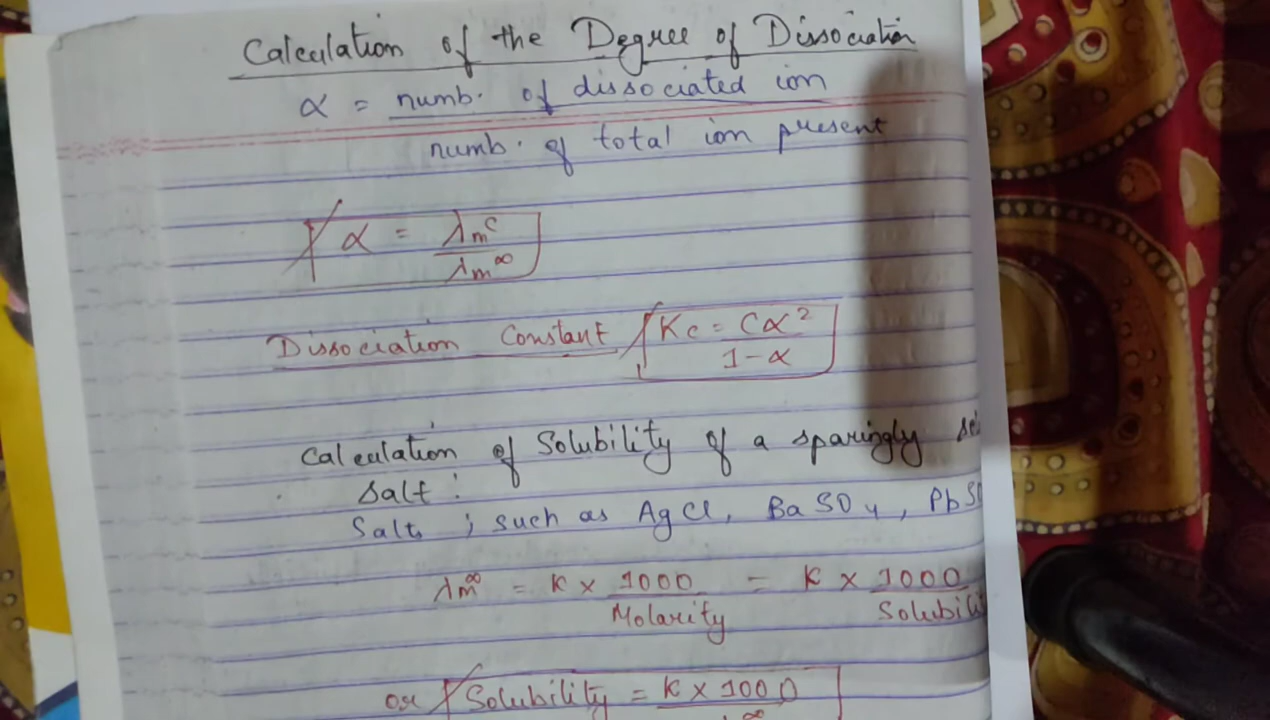 Calculation of the Degree of Dissociation
α = numb. of dissociated ion
numb. of total ion present
α = λm^c
λm^∞
Dissociation Constant Kc = Cα²
1-α
Calculation of Solubility of a sparingly
Salt :
Salts ; such as AgCl, BaSO4,
λm^∞ = K × 1000 = K × 1000
Molarity
or Solubility = K × 1000